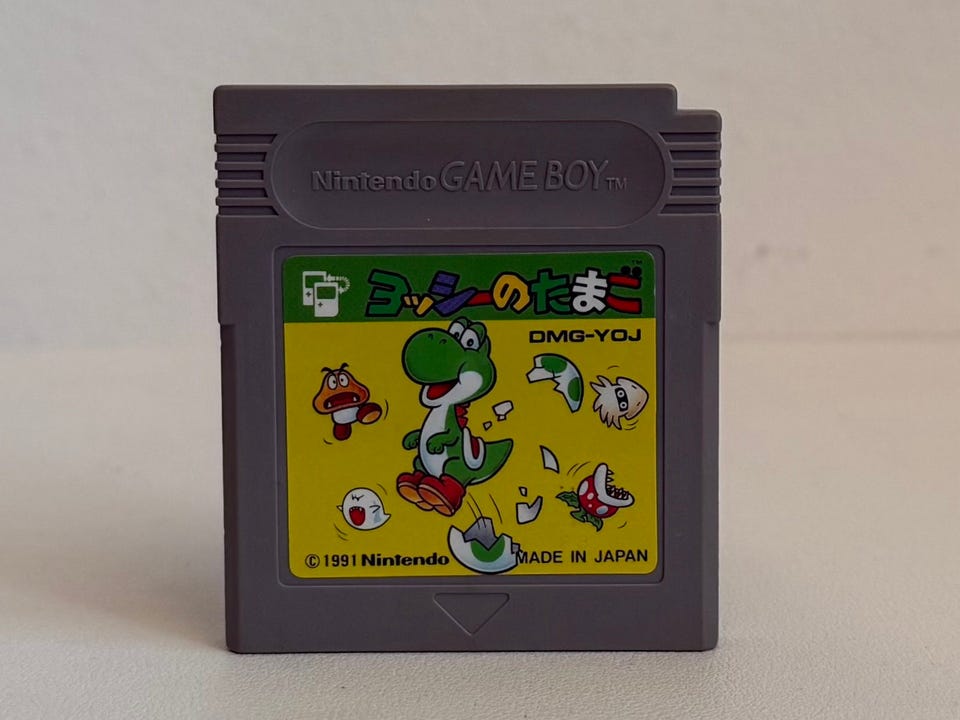 Nintendo GAME BOY TM
ヨッシーのたまご TM
DMG-YOJ
© 1991 Nintendo MADE IN JAPAN